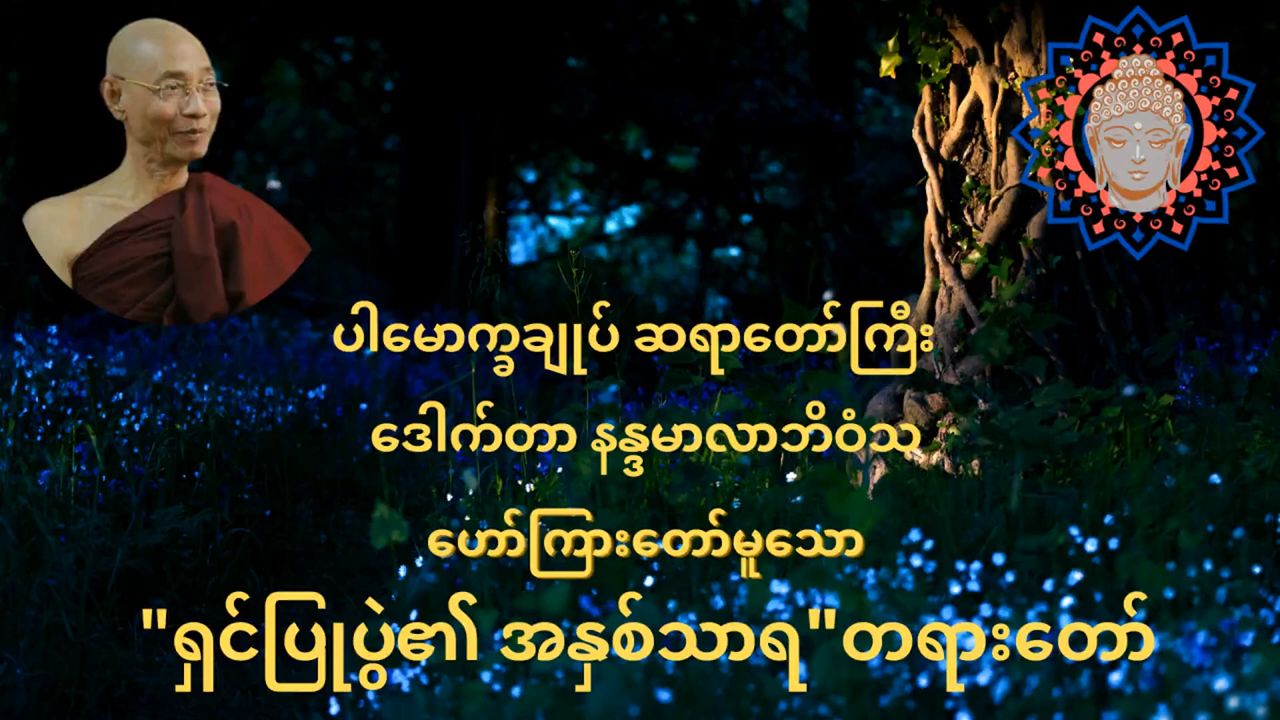 ပါမောက္ခချုပ် ဆရာတော်ကြီး
ဒေါက်တာ နန္ဒမာလာဘိဝံသ
ဟော်ကြားတော်မူသော
"ရှင်ပြုပွဲ၏ အနှစ်သာရ"တရားတော်